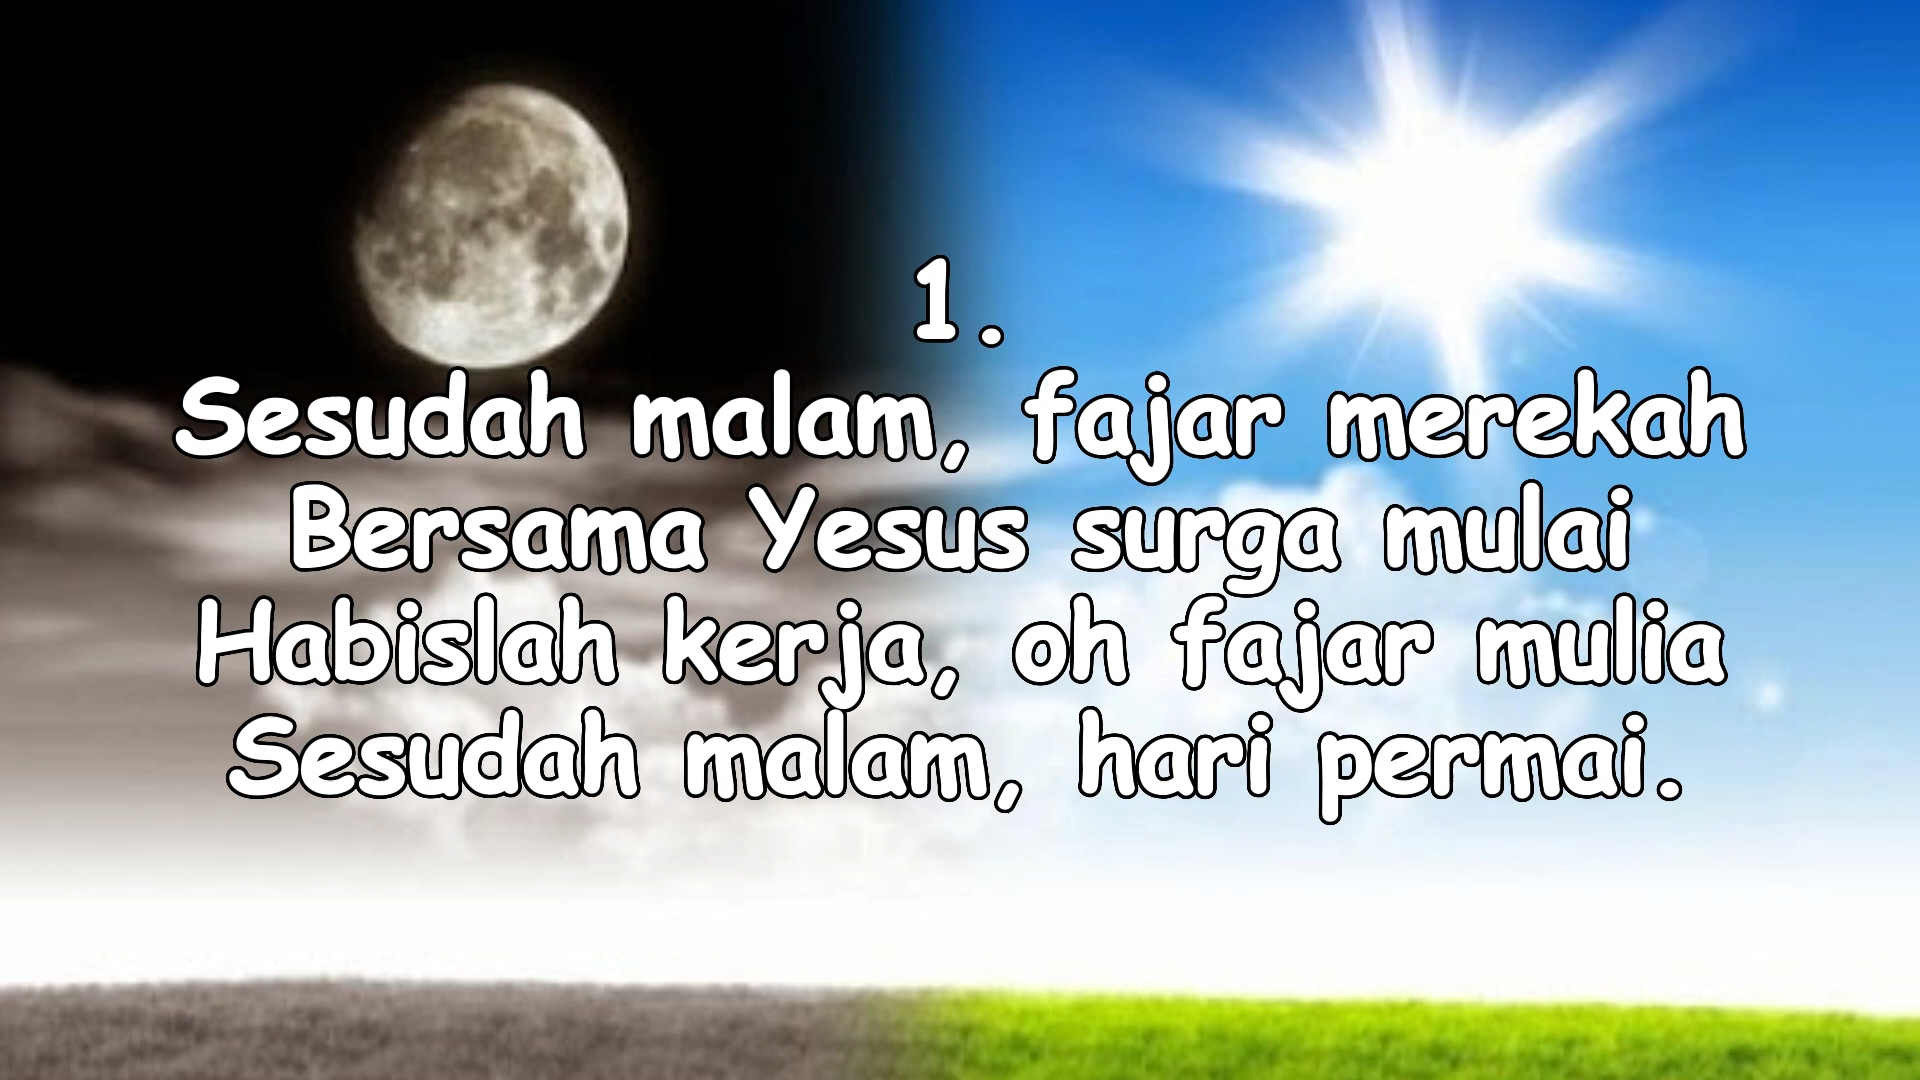 1.
Sesudah malam, fajar merekah
Bersama Yesus surga mulai
Habislah kerja, oh fajar mulia
Sesudah malam, hari permai.